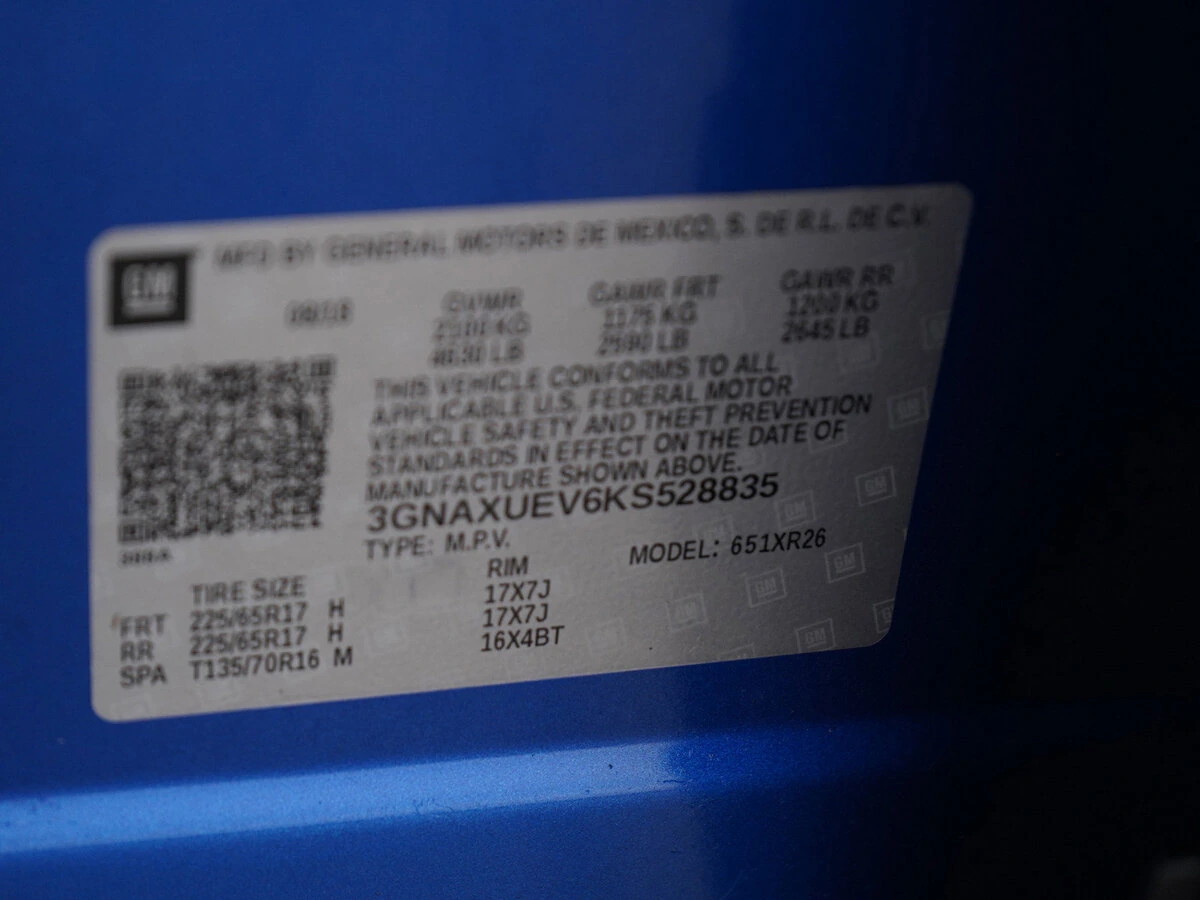 GM MFD BY GENERAL MOTORS DE MEXICO, S. DE R.L. DE C.V.
09/18 GVWR GAWR FRT GAWR RR
2100 KG 1175 KG 1200 KG
4630 LB 2590 LB 2645 LB
THIS VEHICLE CONFORMS TO ALL
APPLICABLE U.S. FEDERAL MOTOR
VEHICLE SAFETY AND THEFT PREVENTION
STANDARDS IN EFFECT ON THE DATE OF
MANUFACTURE SHOWN ABOVE.
3GNAXUEV6KS528835
TYPE: M.P.V. MODEL: 651XR26
TIRE SIZE RIM
FRT 225/65R17 H 17X7J
RR 225/65R17 H 17X7J
SPA T135/70R16 M 16X4BT